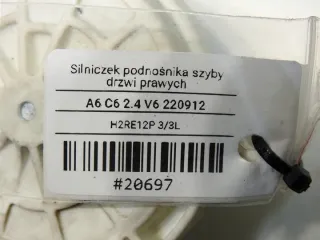 Silniczek podnośnika szyby
drzwi prawych
A6 C6 2.4 V6 220912
H2RE12P 3/3L
#20697